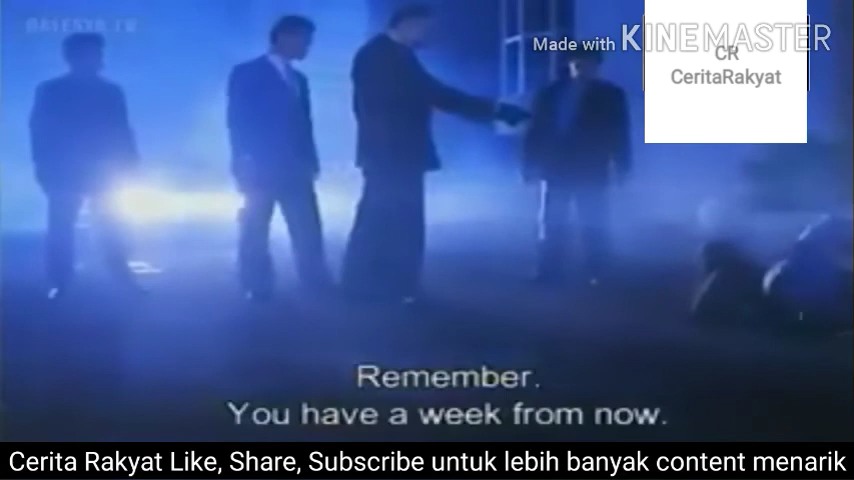 Made with KINEMASTER
CR
CeritaRakyat
Remember.
You have a week from now.
Cerita Rakyat Like, Share, Subscribe untuk lebih banyak content menarik